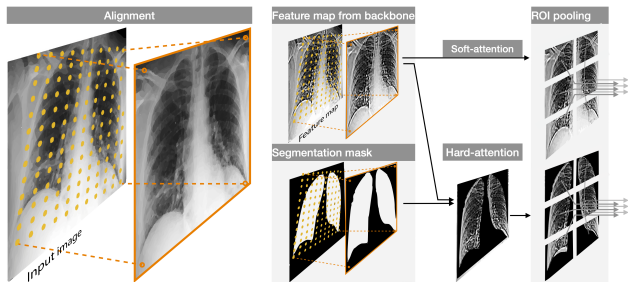 Alignment
Input image
Feature map from backbone
Feature map
Segmentation mask
Soft-attention
Hard-attention
ROI pooling